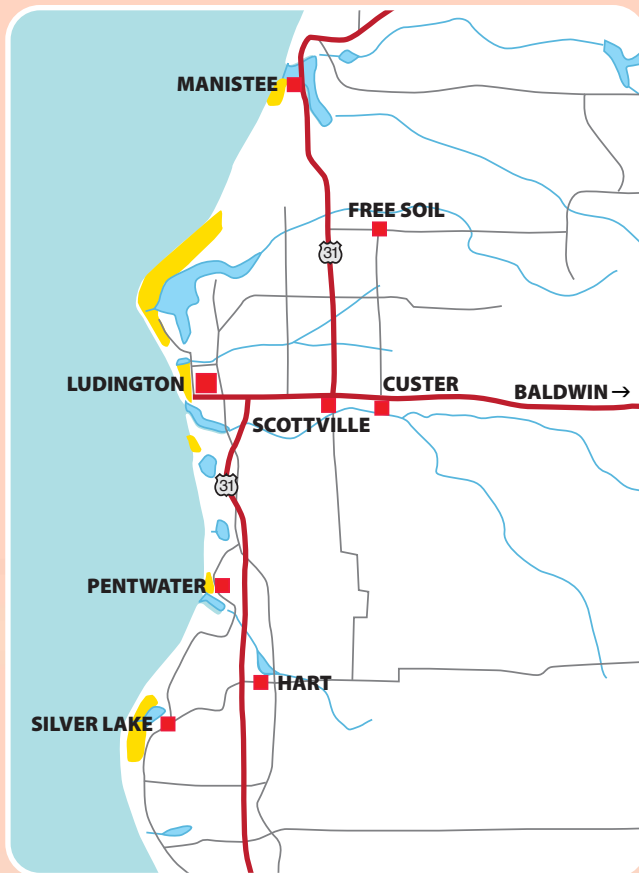 MANISTEE
FREE SOIL
31
LUDINGTON
CUSTER
BALDWIN→
SCOTTVILLE
31
PENTWATER
HART
SILVER LAKE